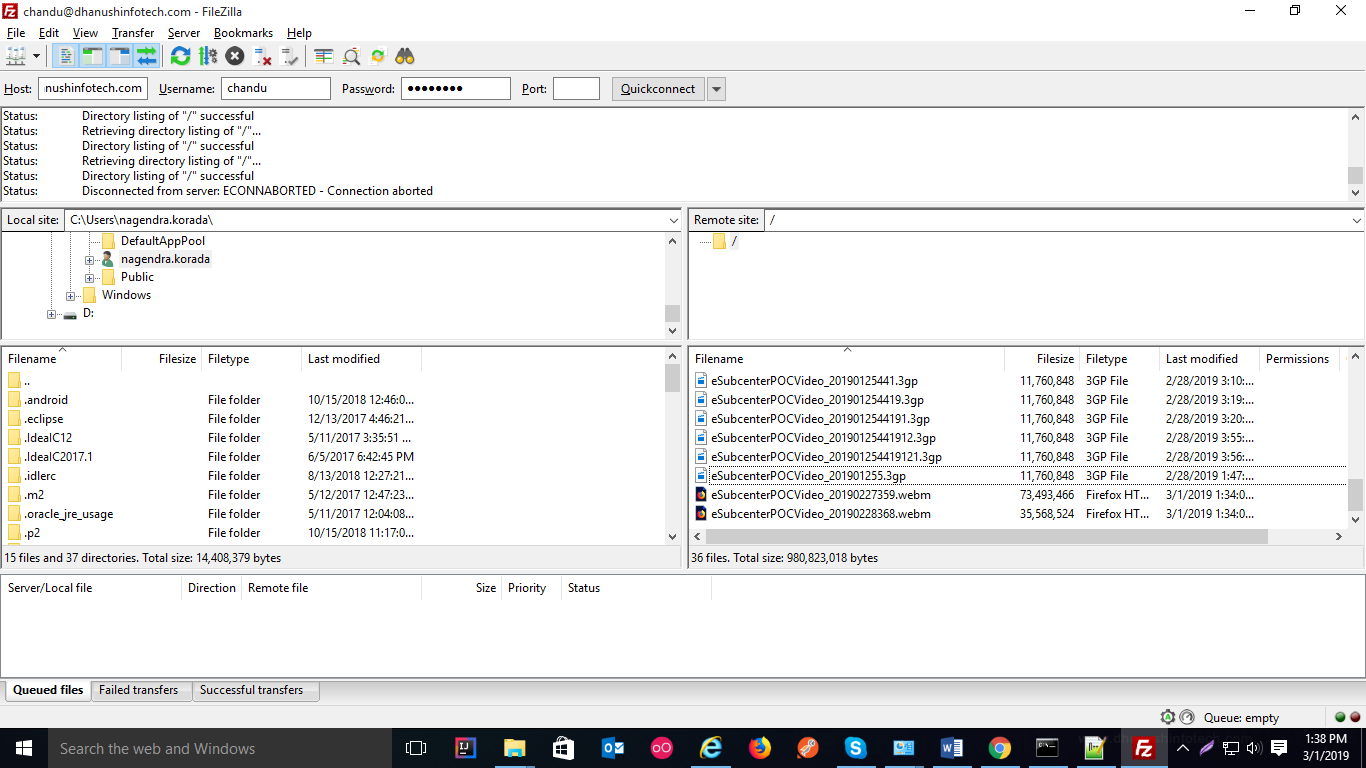 chandu@dhanushinfotech.com - FileZilla
File Edit View Transfer Server Bookmarks Help
Host: nushinfotech.com Username: chandu Password: ●●●●●●●● Port: Quickconnect
Status: Directory listing of "/" successful
Status: Retrieving directory listing of "/"...
Status: Directory listing of "/" successful
Status: Retrieving directory listing of "/"...
Status: Directory listing of "/" successful
Status: Disconnected from server: ECONNABORTED - Connection aborted
Local site: C:\Users\nagendra.korada\
DefaultAppPool
nagendra.korada
Public
Windows
D:
Filename Filesize Filetype Last modified
..
.android File folder 10/15/2018 12:46:0...
.eclipse File folder 12/13/2017 4:46:21...
.IdeaIC12 File folder 5/11/2017 3:35:51 ...
.IdeaIC2017.1 File folder 6/5/2017 6:42:45 PM
.idlerc File folder 8/13/2018 12:27:21...
.m2 File folder 5/12/2017 12:47:23...
.oracle_jre_usage File folder 5/11/2017 12:04:08...
.p2 File folder 10/15/2018 11:17:0...
15 files and 37 directories. Total size: 14,408,379 bytes
Remote site: /
/
Filename Filesize Filetype Last modified Permissions
eSubcenterPOCVideo_20190125441.3gp 11,760,848 3GP File 2/28/2019 3:10:...
eSubcenterPOCVideo_201901254419.3gp 11,760,848 3GP File 2/28/2019 3:19:...
eSubcenterPOCVideo_2019012544191.3gp 11,760,848 3GP File 2/28/2019 3:20:...
eSubcenterPOCVideo_20190125441912.3gp 11,760,848 3GP File 2/28/2019 3:55:...
eSubcenterPOCVideo_201901254419121.3gp 11,760,848 3GP File 2/28/2019 3:56:...
eSubcenterPOCVideo_201901255.3gp 11,760,848 3GP File 2/28/2019 1:47:...
eSubcenterPOCVideo_20190227359.webm 73,493,466 Firefox HT... 3/1/2019 1:34:0...
eSubcenterPOCVideo_20190228368.webm 35,568,524 Firefox HT... 3/1/2019 1:34:0...
36 files. Total size: 980,823,018 bytes
Server/Local file Direction Remote file Size Priority Status
Queued files Failed transfers Successful transfers
Queue: empty
Search the web and Windows
1:38 PM
3/1/2019